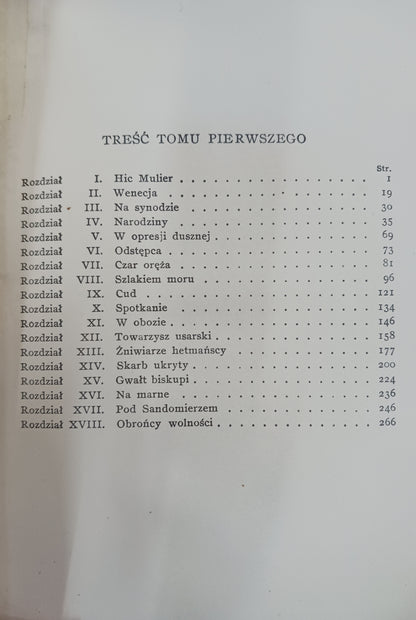 TREŚĆ TOMU PIERWSZEGO
Str.
Rozdział I. Hic Mulier . . . . . . . . . . . . . . . . 1
Rozdział II. Wenecja . . . . . . . . . . . . . . . . 19
Rozdział III. Na synodzie . . . . . . . . . . . . . . . 30
Rozdział IV. Narodziny . . . . . . . . . . . . . . . . 35
Rozdział V. W opresji dusznej . . . . . . . . . . . . . 69
Rozdział VI. Odstępca . . . . . . . . . . . . . . . . 73
Rozdział VII. Czar oręża . . . . . . . . . . . . . . . . 81
Rozdział VIII. Szlakiem moru . . . . . . . . . . . . . . 96
Rozdział IX. Cud . . . . . . . . . . . . . . . . . . 121
Rozdział X. Spotkanie . . . . . . . . . . . . . . . . 134
Rozdział XI. W obozie . . . . . . . . . . . . . . . . 146
Rozdział XII. Towarzysz usarski . . . . . . . . . . . . . 158
Rozdział XIII. Żniwiarze hetmańscy . . . . . . . . . . . . 177
Rozdział XIV. Skarb ukryty . . . . . . . . . . . . . . . 200
Rozdział XV. Gwałt biskupi . . . . . . . . . . . . . . . 224
Rozdział XVI. Na marne . . . . . . . . . . . . . . . . 236
Rozdział XVII. Pod Sandomierzem . . . . . . . . . . . . . 246
Rozdział XVIII. Obrońcy wolności . . . . . . . . . . . . . 266